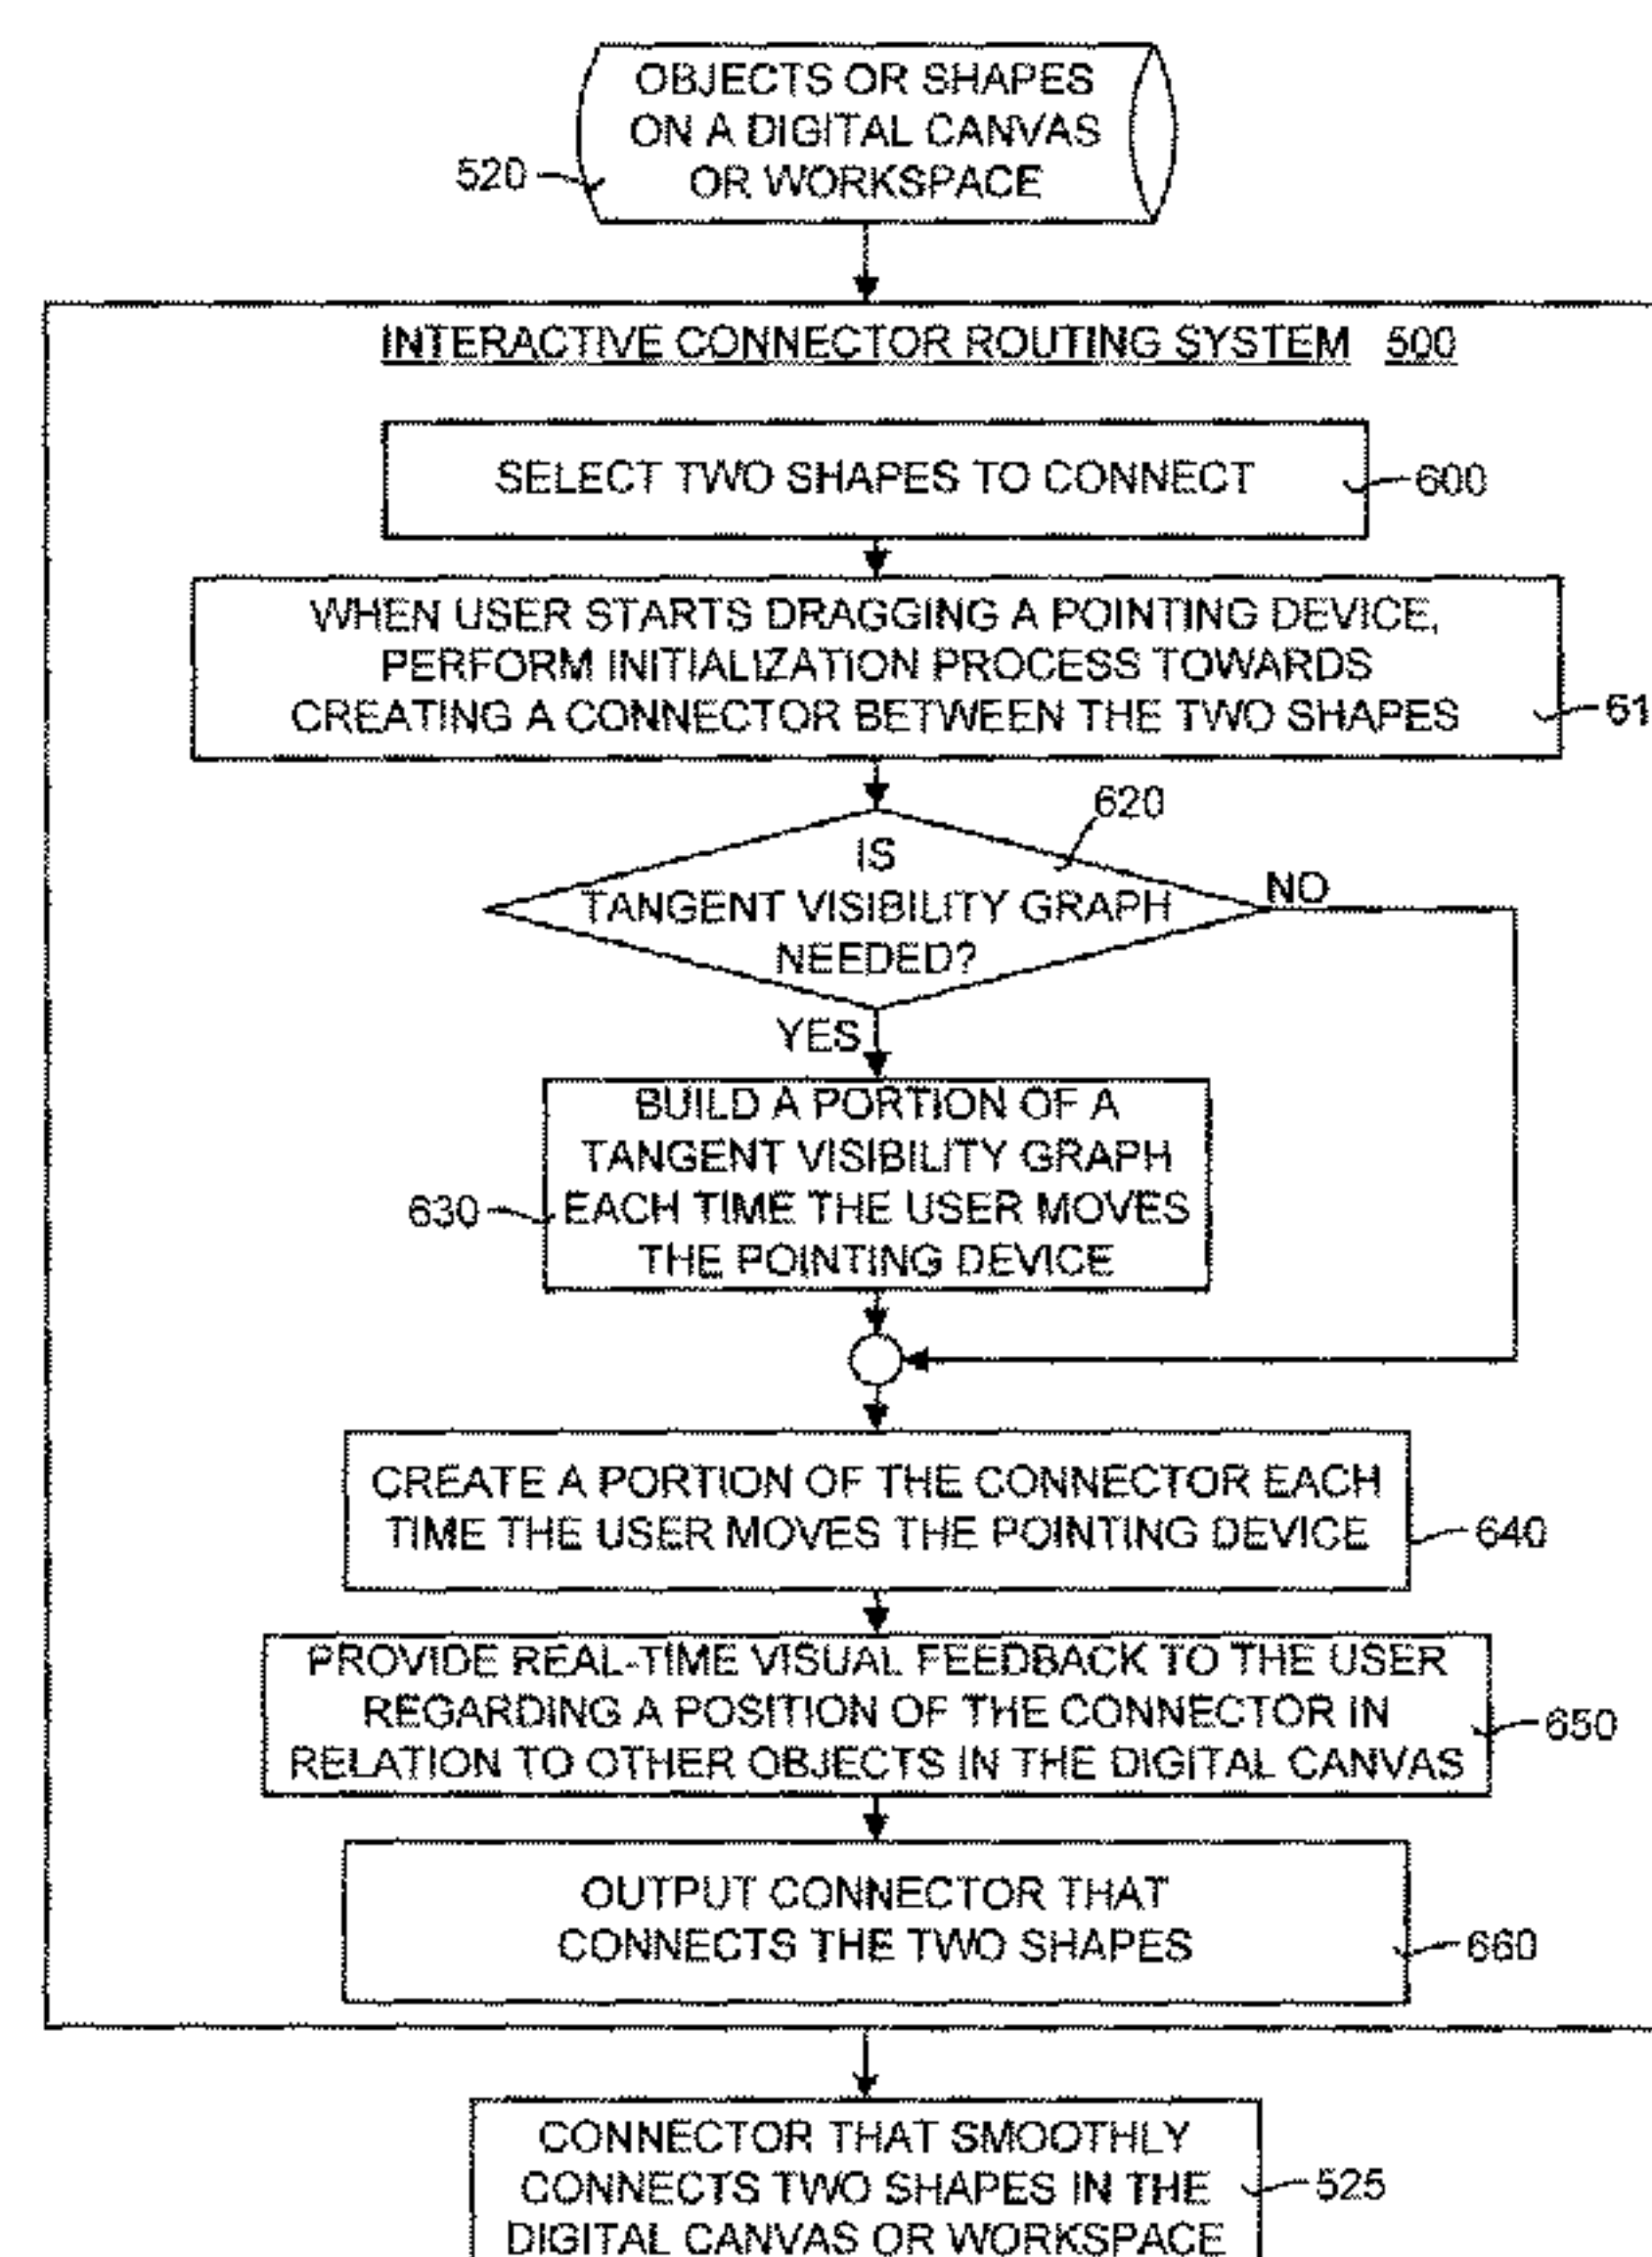 OBJECTS OR SHAPES
ON A DIGITAL CANVAS
OR WORKSPACE
520
INTERACTIVE CONNECTOR ROUTING SYSTEM 500
SELECT TWO SHAPES TO CONNECT
600
WHEN USER STARTS DRAGGING A POINTING DEVICE,
PERFORM INITIALIZATION PROCESS TOWARDS
CREATING A CONNECTOR BETWEEN THE TWO SHAPES
61
620
IS
TANGENT VISIBILITY GRAPH
NEEDED?
NO
YES
BUILD A PORTION OF A
TANGENT VISIBILITY GRAPH
EACH TIME THE USER MOVES
THE POINTING DEVICE
630
CREATE A PORTION OF THE CONNECTOR EACH
TIME THE USER MOVES THE POINTING DEVICE
640
PROVIDE REAL-TIME VISUAL FEEDBACK TO THE USER
REGARDING A POSITION OF THE CONNECTOR IN
RELATION TO OTHER OBJECTS IN THE DIGITAL CANVAS
650
OUTPUT CONNECTOR THAT
CONNECTS THE TWO SHAPES
660
CONNECTOR THAT SMOOTHLY
CONNECTS TWO SHAPES IN THE
DIGITAL CANVAS OR WORKSPACE
525